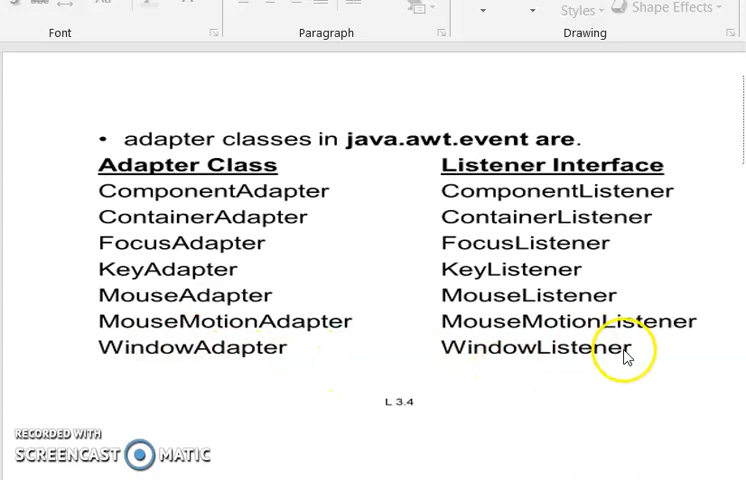 Styles
Shape Effects
Font
Paragraph
Drawing
• adapter classes in java.awt.event are.
Adapter Class Listener Interface
ComponentAdapter ComponentListener
ContainerAdapter ContainerListener
FocusAdapter FocusListener
KeyAdapter KeyListener
MouseAdapter MouseListener
MouseMotionAdapter MouseMotionListener
WindowAdapter WindowListener
L 3.4
RECORDED WITH
SCREENCAST MATIC